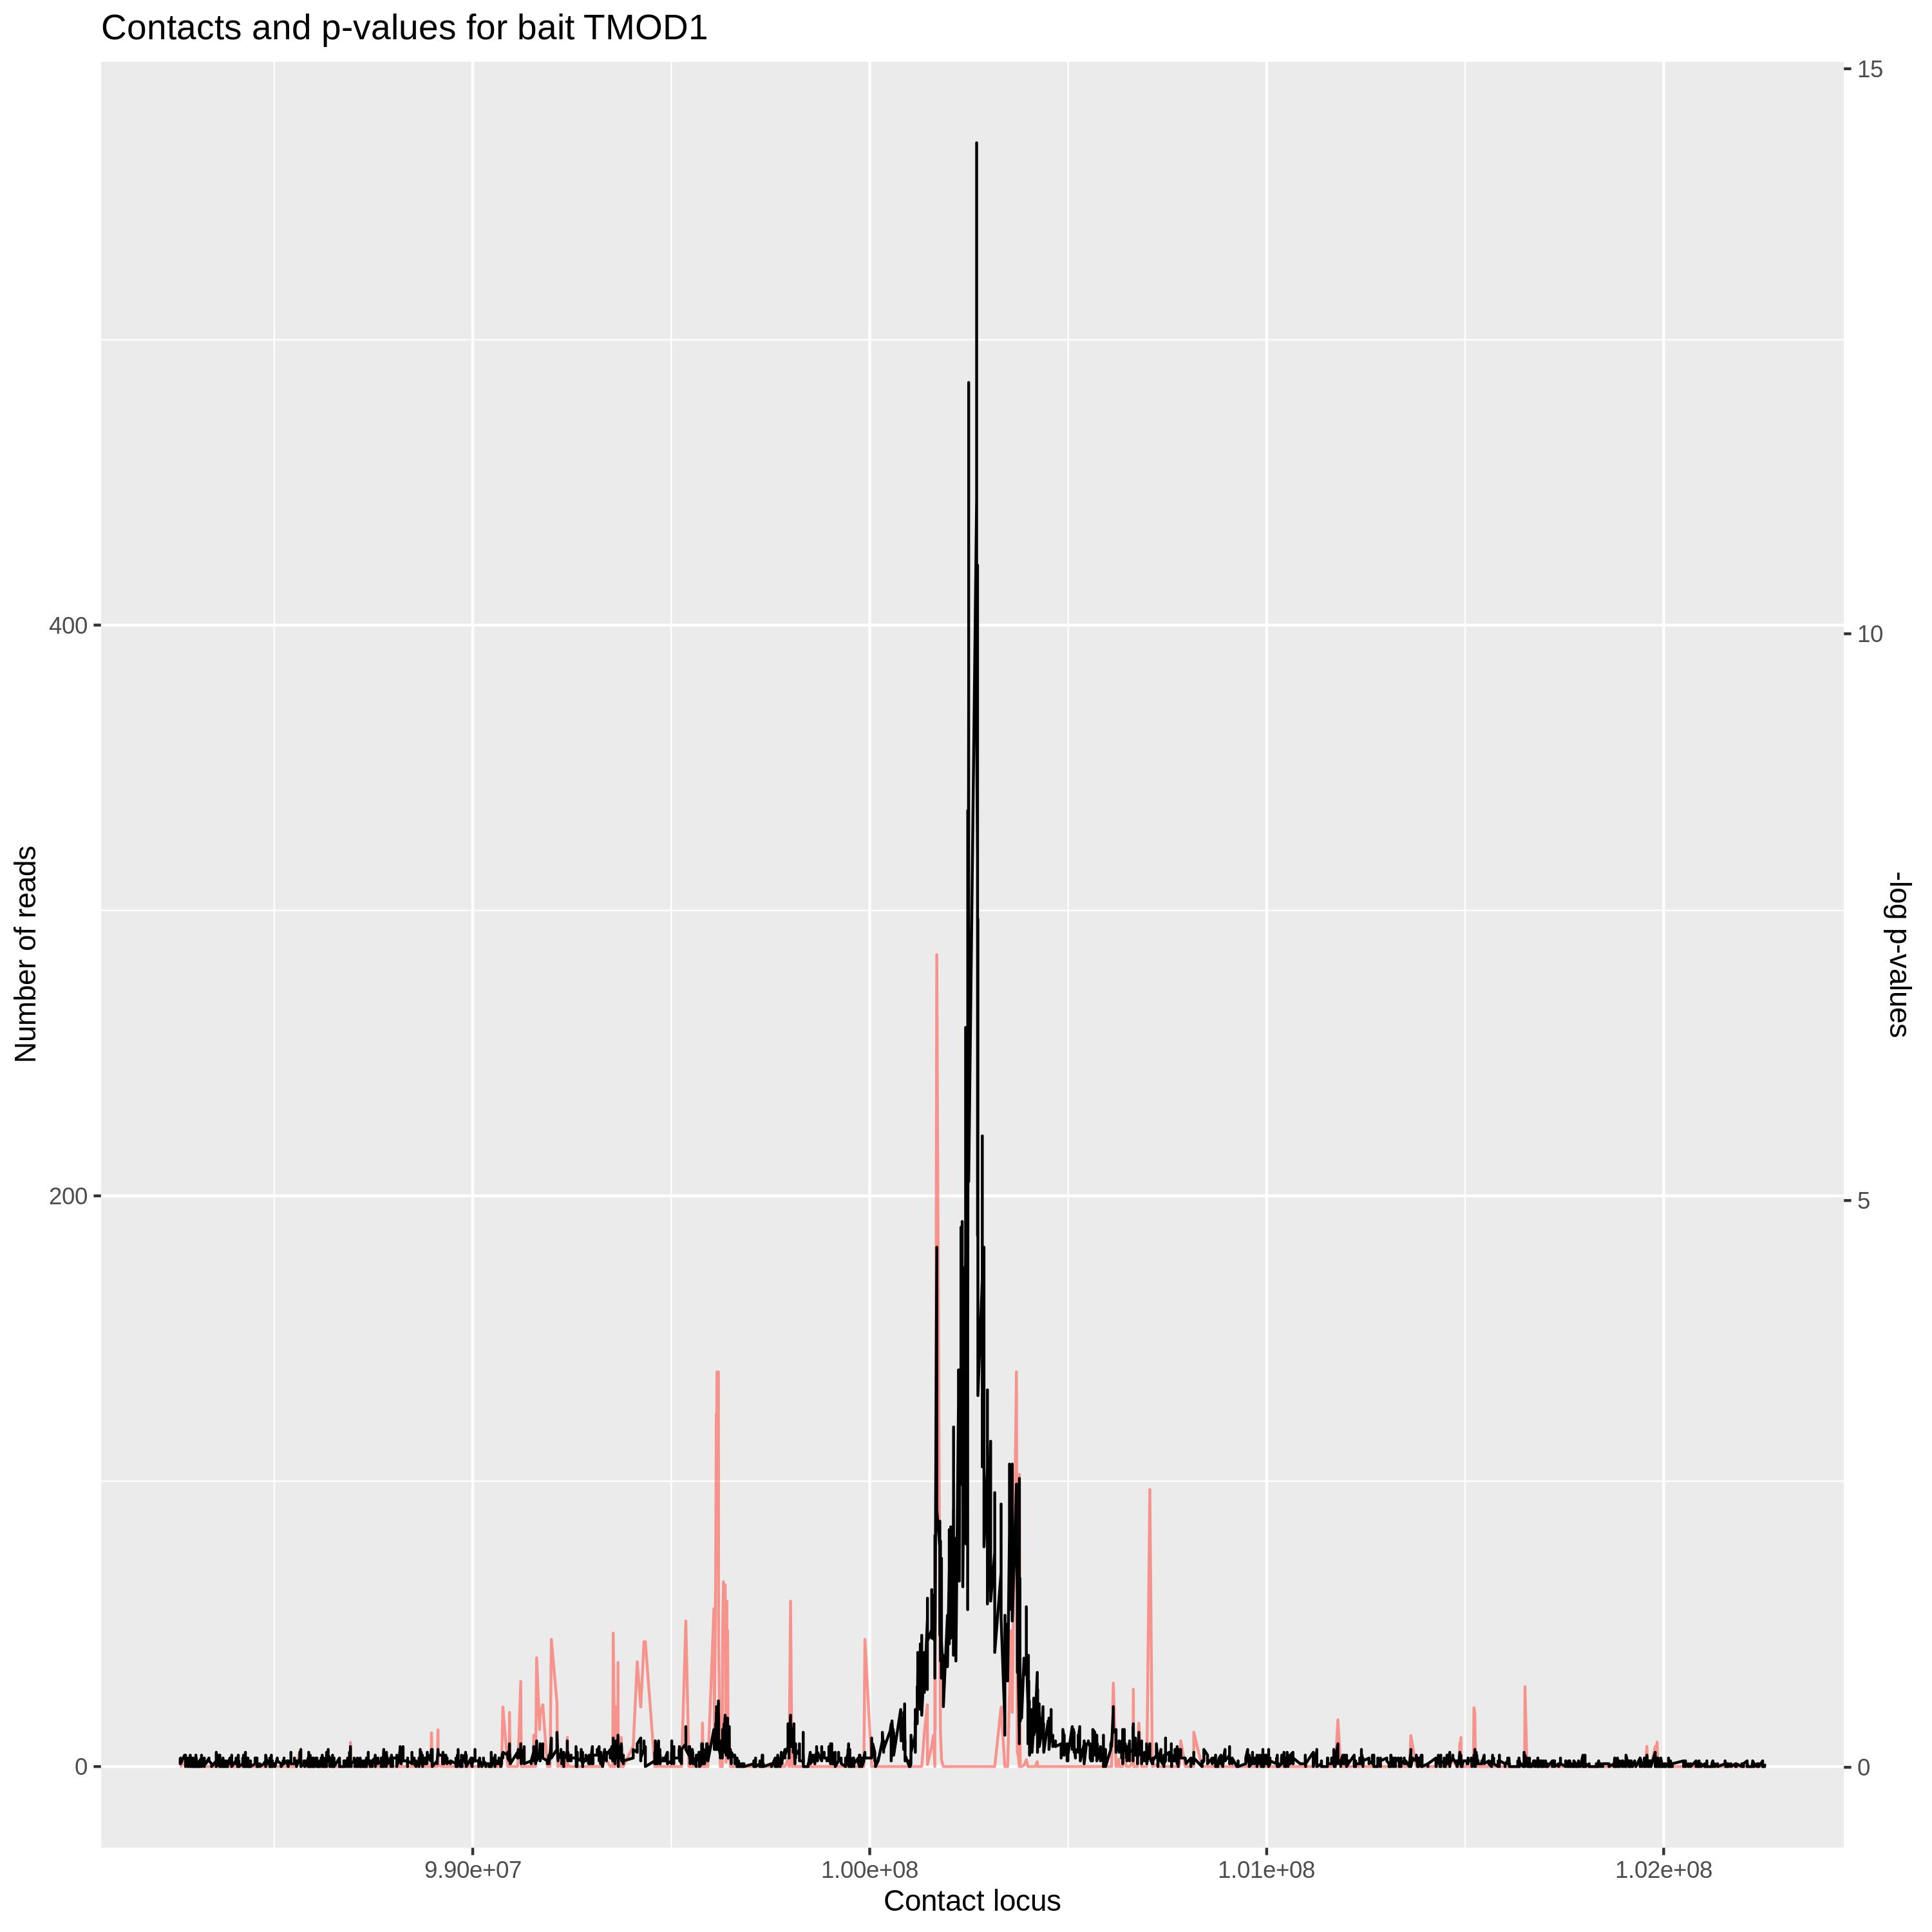 Contacts and p-values for bait TMOD1
15
400
10
Number of reads
-log p-values
200
5
0
0
9.90e+07
1.00e+08
1.01e+08
1.02e+08
Contact locus